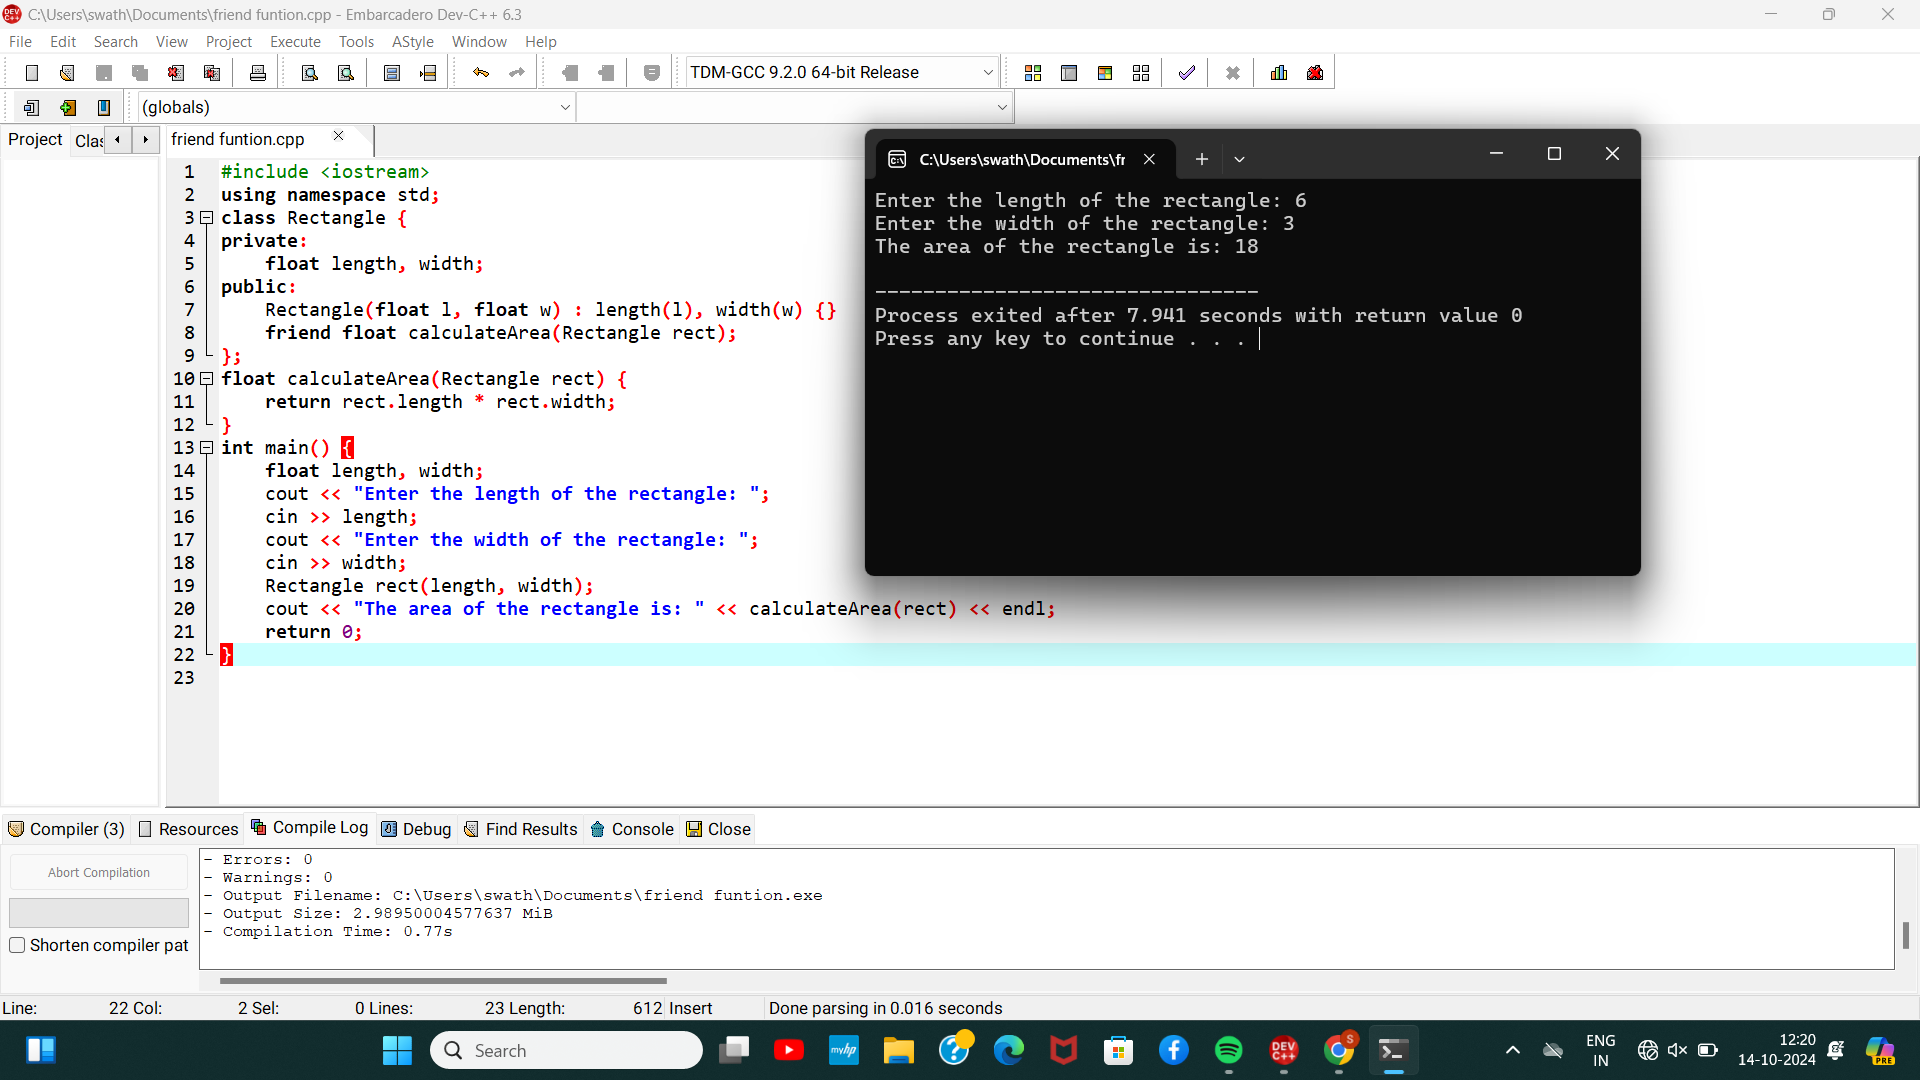 C:\Users\swath\Documents\friend funtion.cpp - Embarcadero Dev-C++ 6.3
File Edit Search View Project Execute Tools AStyle Window Help
TDM-GCC 9.2.0 64-bit Release
(globals)
Project Clas friend funtion.cpp
1 #include <iostream>
2 using namespace std;
3 class Rectangle {
4 private:
5 float length, width;
6 public:
7 Rectangle(float l, float w) : length(l), width(w) {}
8 friend float calculateArea(Rectangle rect);
9 };
10 float calculateArea(Rectangle rect) {
11 return rect.length * rect.width;
12 }
13 int main() {
14 float length, width;
15 cout << "Enter the length of the rectangle: ";
16 cin >> length;
17 cout << "Enter the width of the rectangle: ";
18 cin >> width;
19 Rectangle rect(length, width);
20 cout << "The area of the rectangle is: " << calculateArea(rect) << endl;
21 return 0;
22 }
23
C:\Users\swath\Documents\fr
Enter the length of the rectangle: 6
Enter the width of the rectangle: 3
The area of the rectangle is: 18
--------------------------------
Process exited after 7.941 seconds with return value 0
Press any key to continue . . .
Compiler (3) Resources Compile Log Debug Find Results Console Close
Abort Compilation
Shorten compiler pat
- Errors: 0
- Warnings: 0
- Output Filename: C:\Users\swath\Documents\friend funtion.exe
- Output Size: 2.98950004577637 MiB
- Compilation Time: 0.77s
Line: 22 Col: 2 Sel: 0 Lines: 23 Length: 612 Insert Done parsing in 0.016 seconds
Search
myhp
DEV C++
S
ENG
IN
12:20
14-10-2024
PRE